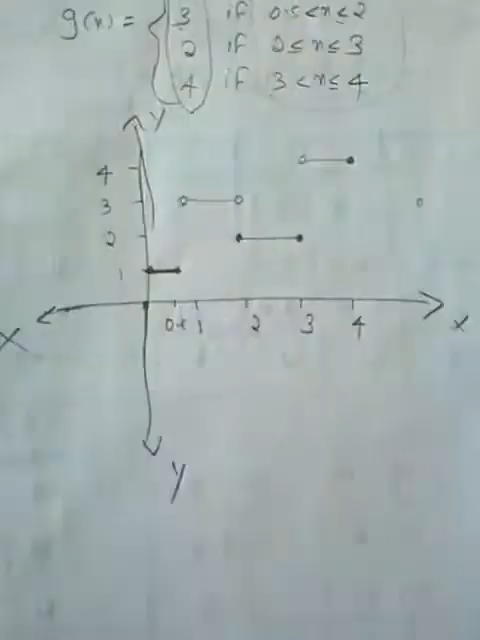 g(x) = { 3 if 0.5 < x ≤ 2
2 if 2 ≤ x ≤ 3
4 if 3 < x ≤ 4
Y
4
3
2
1
0.5 1 2 3 4
X X
Y